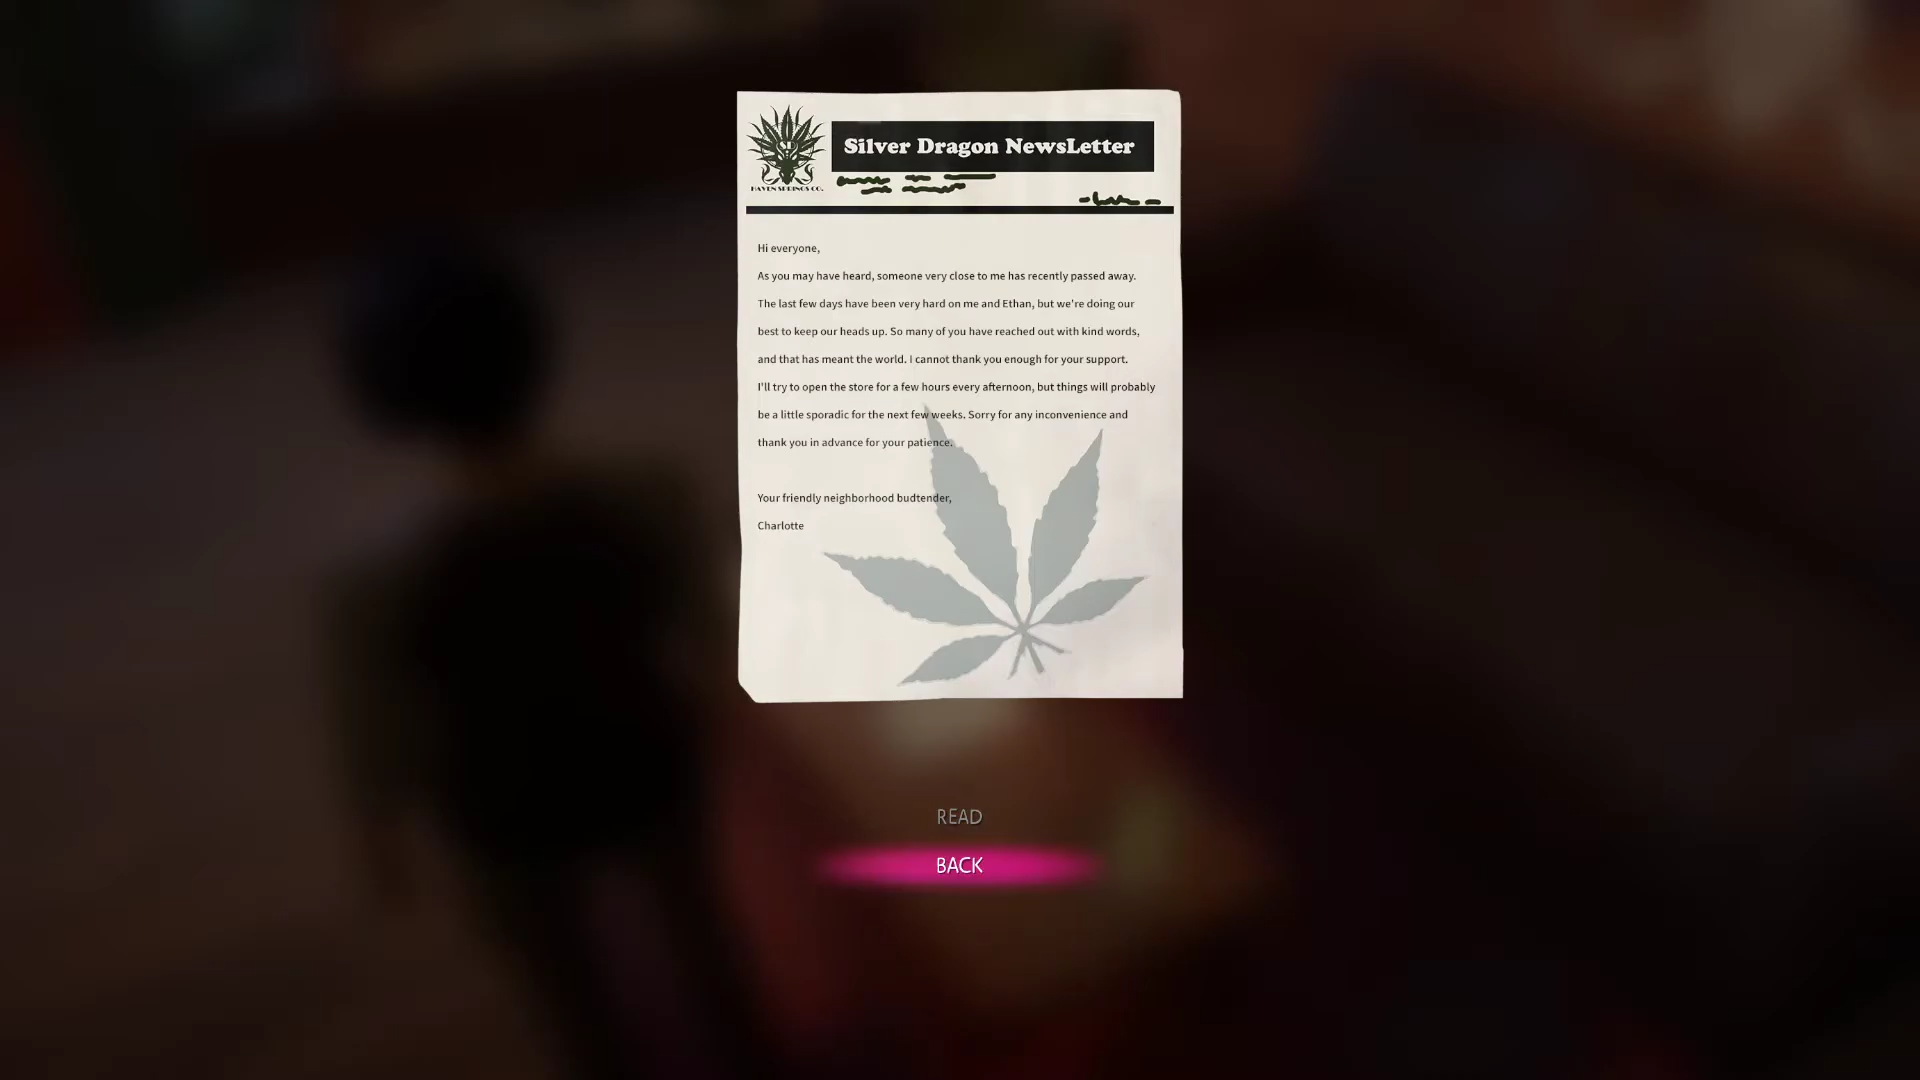 SD
HAVEN SPRINGS CO.
Silver Dragon NewsLetter
Hi everyone,
As you may have heard, someone very close to me has recently passed away.
The last few days have been very hard on me and Ethan, but we're doing our
best to keep our heads up. So many of you have reached out with kind words,
and that has meant the world. I cannot thank you enough for your support.
I'll try to open the store for a few hours every afternoon, but things will probably
be a little sporadic for the next few weeks. Sorry for any inconvenience and
thank you in advance for your patience.
Your friendly neighborhood budtender,
Charlotte
READ
BACK